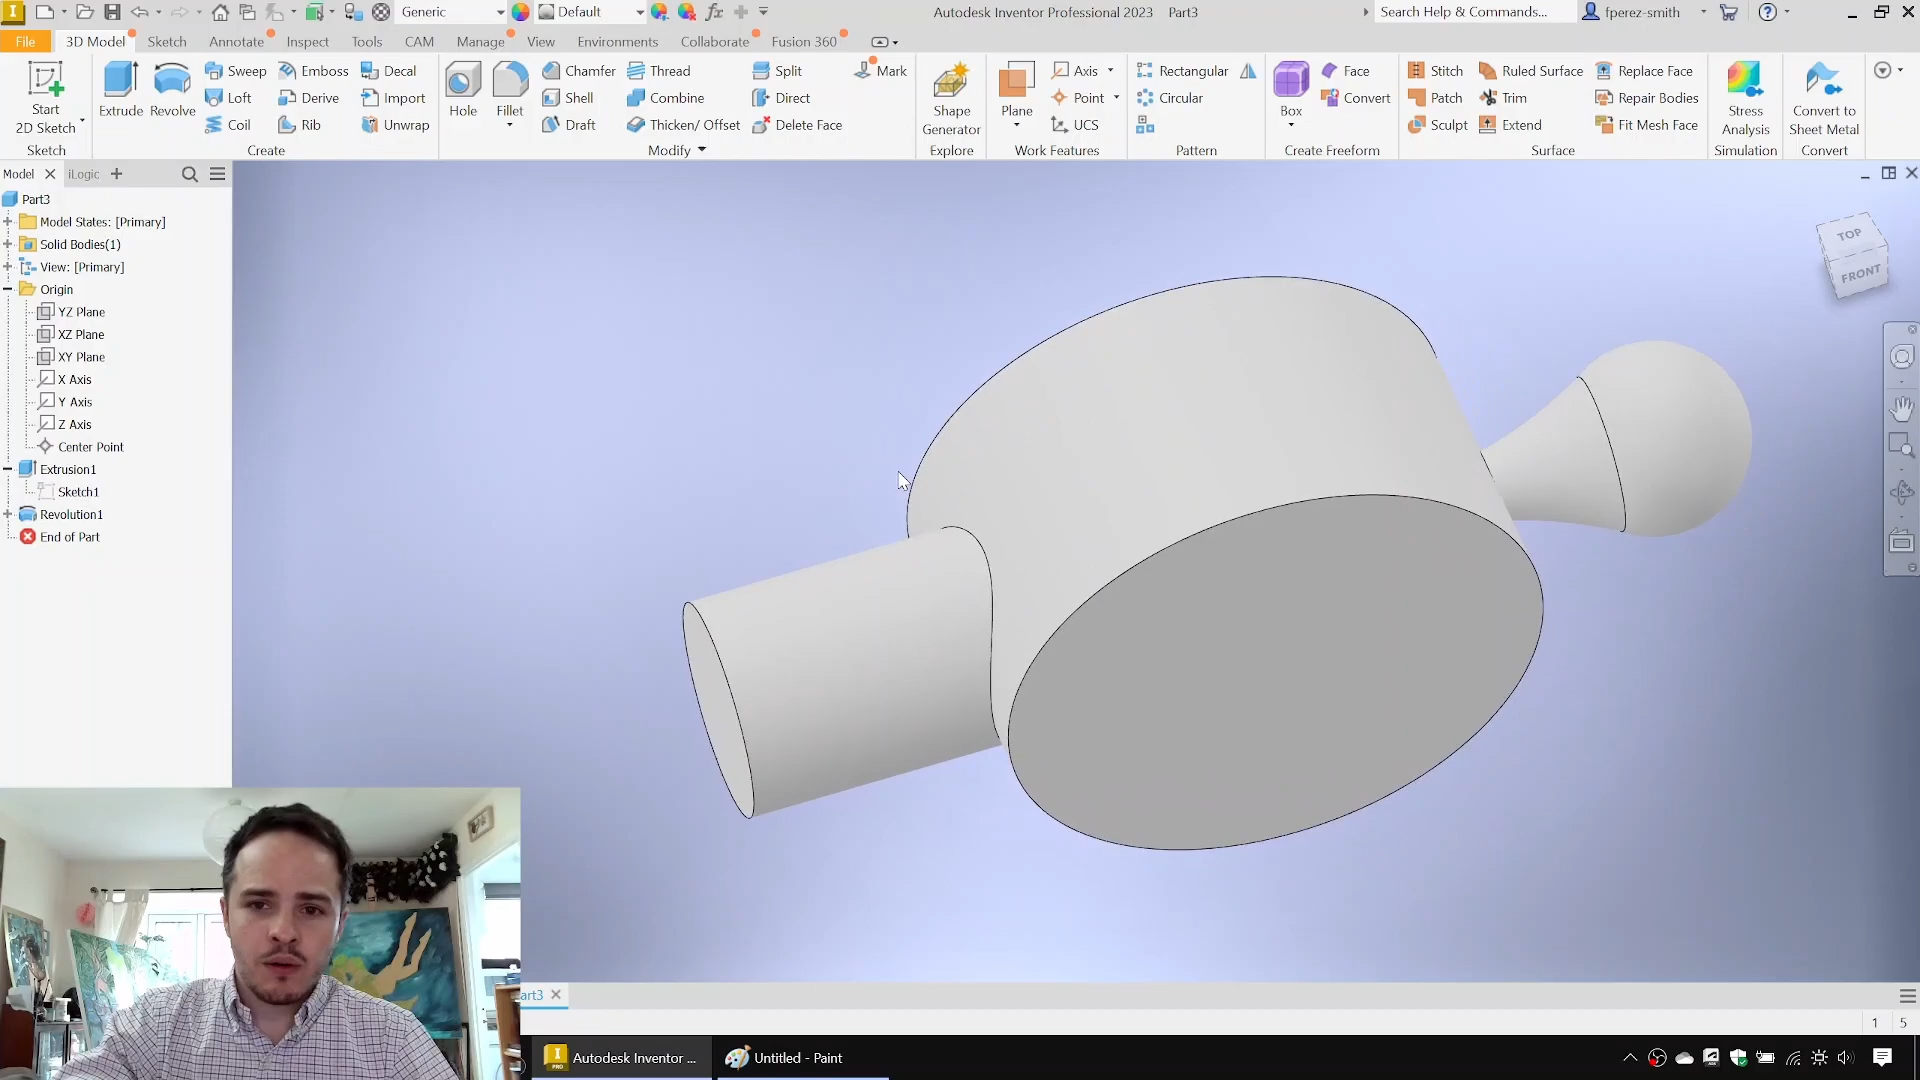 Generic
Default
fx
Autodesk Inventor Professional 2023 Part3
Search Help & Commands...
fperez-smith
File
3D Model
Sketch
Annotate
Inspect
Tools
CAM
Manage
View
Environments
Collaborate
Fusion 360
Start
2D Sketch
Sketch
Extrude
Revolve
Sweep
Emboss
Decal
Loft
Derive
Import
Coil
Rib
Unwrap
Create
Hole
Fillet
Chamfer
Thread
Split
Shell
Combine
Direct
Draft
Thicken/ Offset
Delete Face
Modify
Mark
Shape
Generator
Explore
Plane
Axis
Point
UCS
Work Features
Rectangular
Circular
Pattern
Box
Face
Convert
Create Freeform
Stitch
Ruled Surface
Replace Face
Patch
Trim
Repair Bodies
Sculpt
Extend
Fit Mesh Face
Surface
Stress
Analysis
Simulation
Convert to
Sheet Metal
Convert
Model
iLogic
Part3
Model States: [Primary]
Solid Bodies(1)
View: [Primary]
Origin
YZ Plane
XZ Plane
XY Plane
X Axis
Y Axis
Z Axis
Center Point
Extrusion1
Sketch1
Revolution1
End of Part
TOP
FRONT
art3
1 5
Autodesk Inventor ...
Untitled - Paint